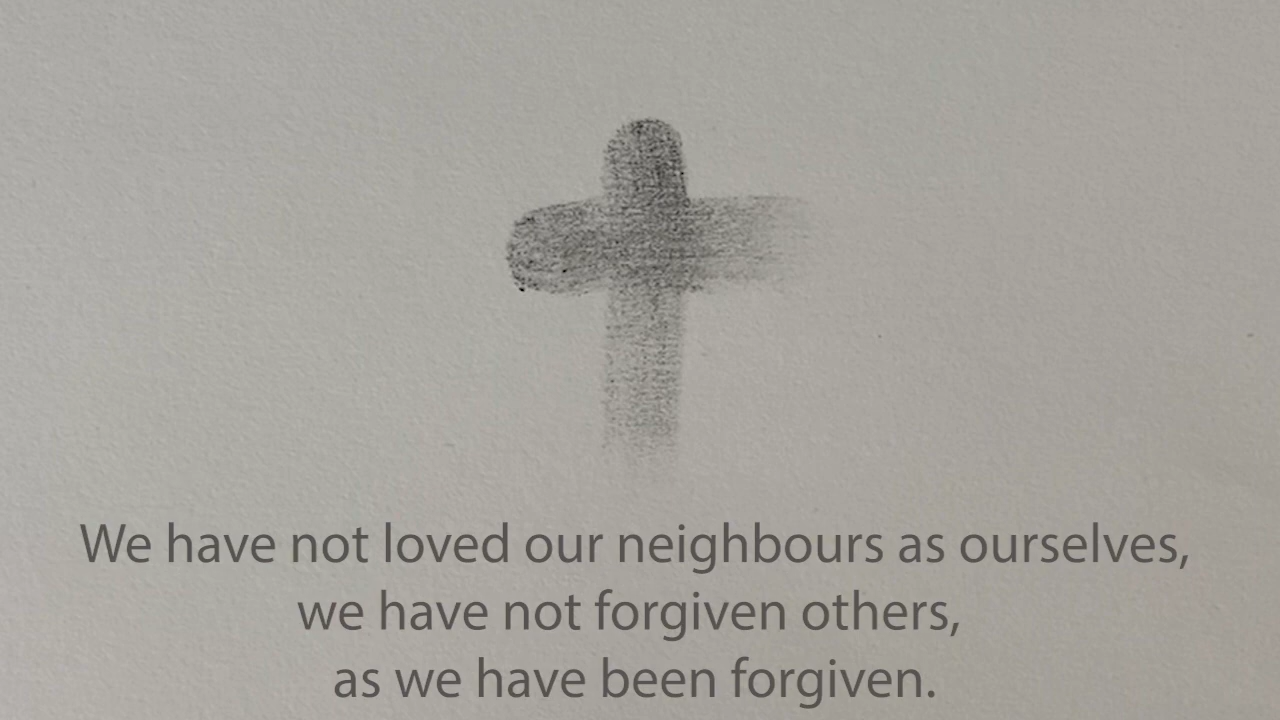 We have not loved our neighbours as ourselves,
we have not forgiven others,
as we have been forgiven.